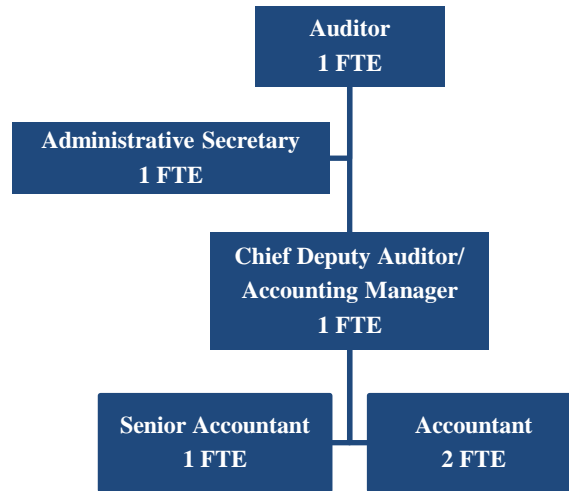 Auditor
1 FTE
Administrative Secretary
1 FTE
Chief Deputy Auditor/
Accounting Manager
1 FTE
Senior Accountant
1 FTE
Accountant
2 FTE